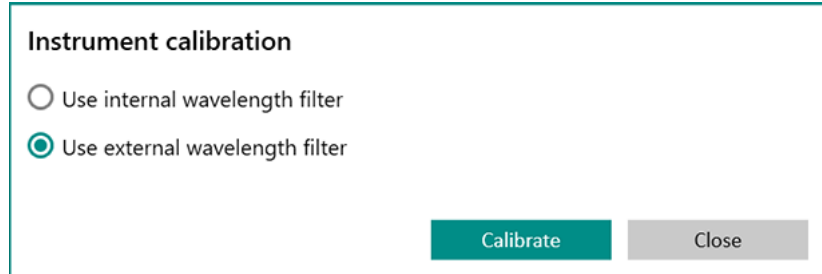 Instrument calibration
Use internal wavelength filter
Use external wavelength filter
Calibrate Close